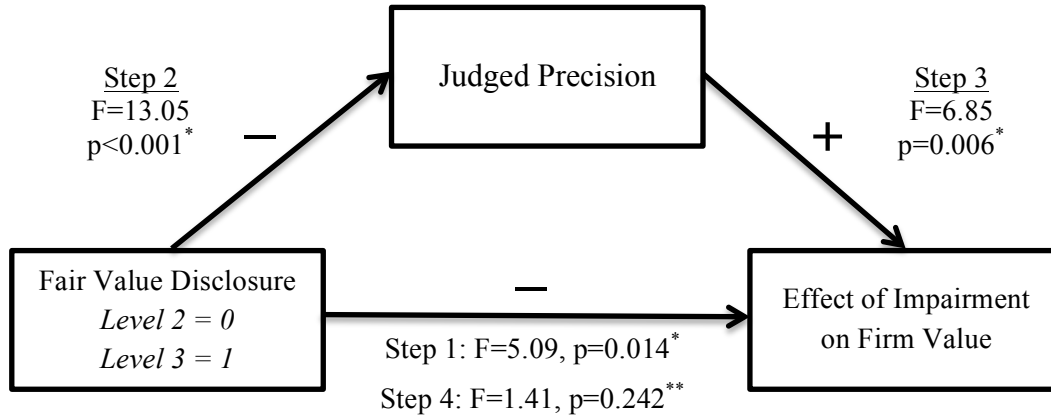 Step 2
F=13.05
p<0.001*
−
Judged Precision
Step 3
F=6.85
p=0.006*
+
Fair Value Disclosure
Level 2 = 0
Level 3 = 1
−
Step 1: F=5.09, p=0.014*
Step 4: F=1.41, p=0.242**
Effect of Impairment
on Firm Value